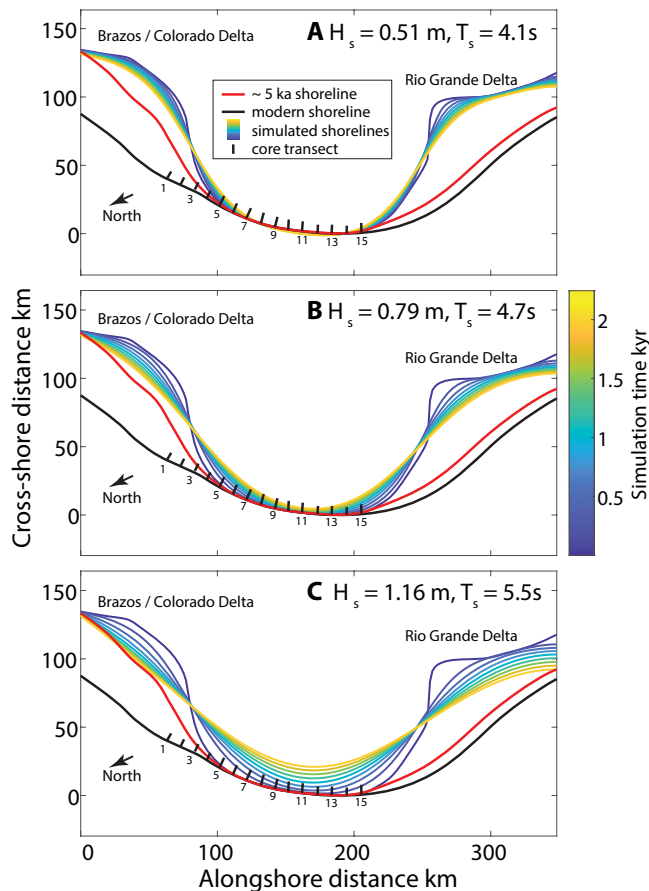 150
100
50
0
Brazos / Colorado Delta
A H s = 0.51 m, T s = 4.1s
Rio Grande Delta
~ 5 ka shoreline
modern shoreline
simulated shorelines
core transect
North
1
3
5
7
9
11
13
15
150
100
50
0
Brazos / Colorado Delta
B H s = 0.79 m, T s = 4.7s
Rio Grande Delta
North
1
3
5
7
9
11
13
15
Cross-shore distance km
2
1.5
1
0.5
Simulation time kyr
150
100
50
0
Brazos / Colorado Delta
C H s = 1.16 m, T s = 5.5s
Rio Grande Delta
North
1
3
5
7
9
11
13
15
0 100 200 300
Alongshore distance km